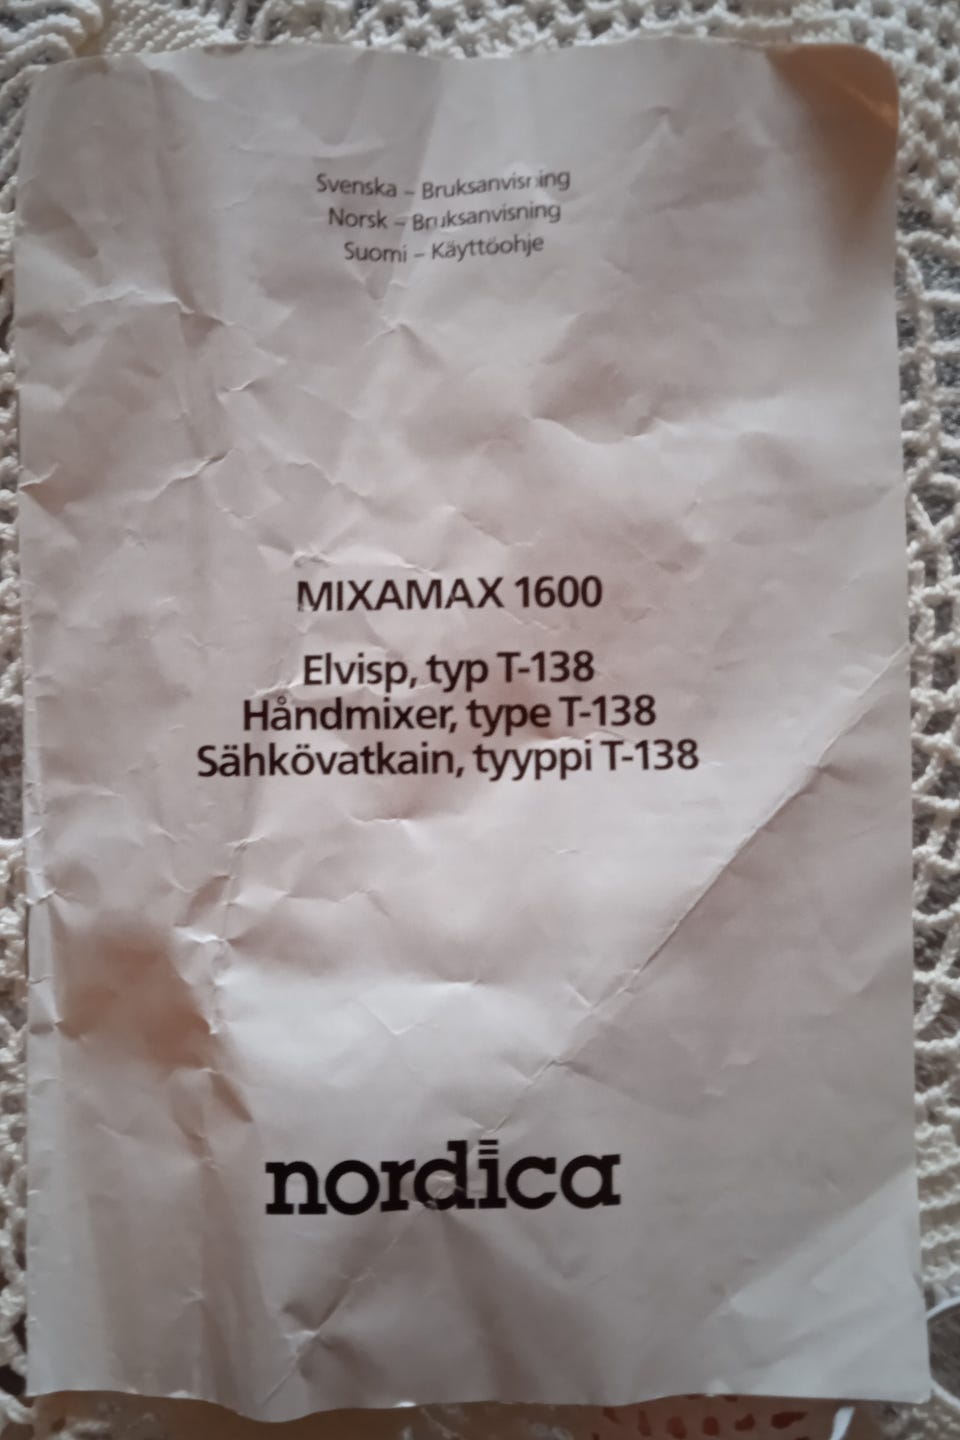 Svenska – Bruksanvisning
Norsk – Bruksanvisning
Suomi – Käyttöohje
MIXAMAX 1600
Elvisp, typ T-138
Håndmixer, type T-138
Sähkövatkain, tyyppi T-138
nordica